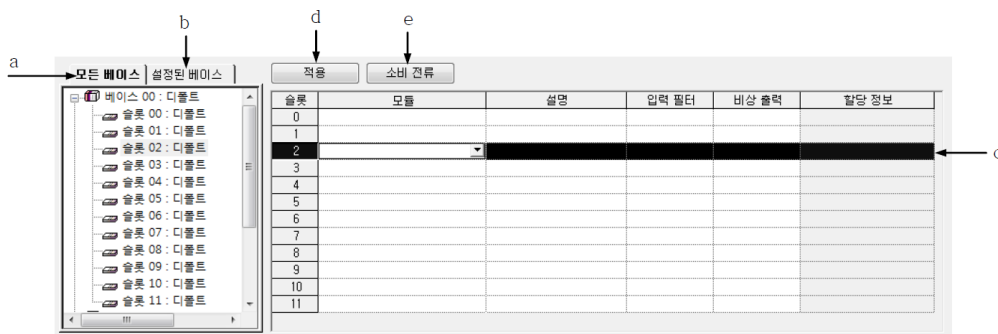 b
d
e
a
모든 베이스 설정된 베이스
적용 소비 전류
베이스 00 : 디폴트
슬롯 00 : 디폴트
슬롯 01 : 디폴트
슬롯 02 : 디폴트
슬롯 03 : 디폴트
슬롯 04 : 디폴트
슬롯 05 : 디폴트
슬롯 06 : 디폴트
슬롯 07 : 디폴트
슬롯 08 : 디폴트
슬롯 09 : 디폴트
슬롯 10 : 디폴트
슬롯 11 : 디폴트
슬롯 모듈 설명 입력 필터 비상 출력 할당 정보
0
1
2
3
4
5
6
7
8
9
10
11
c